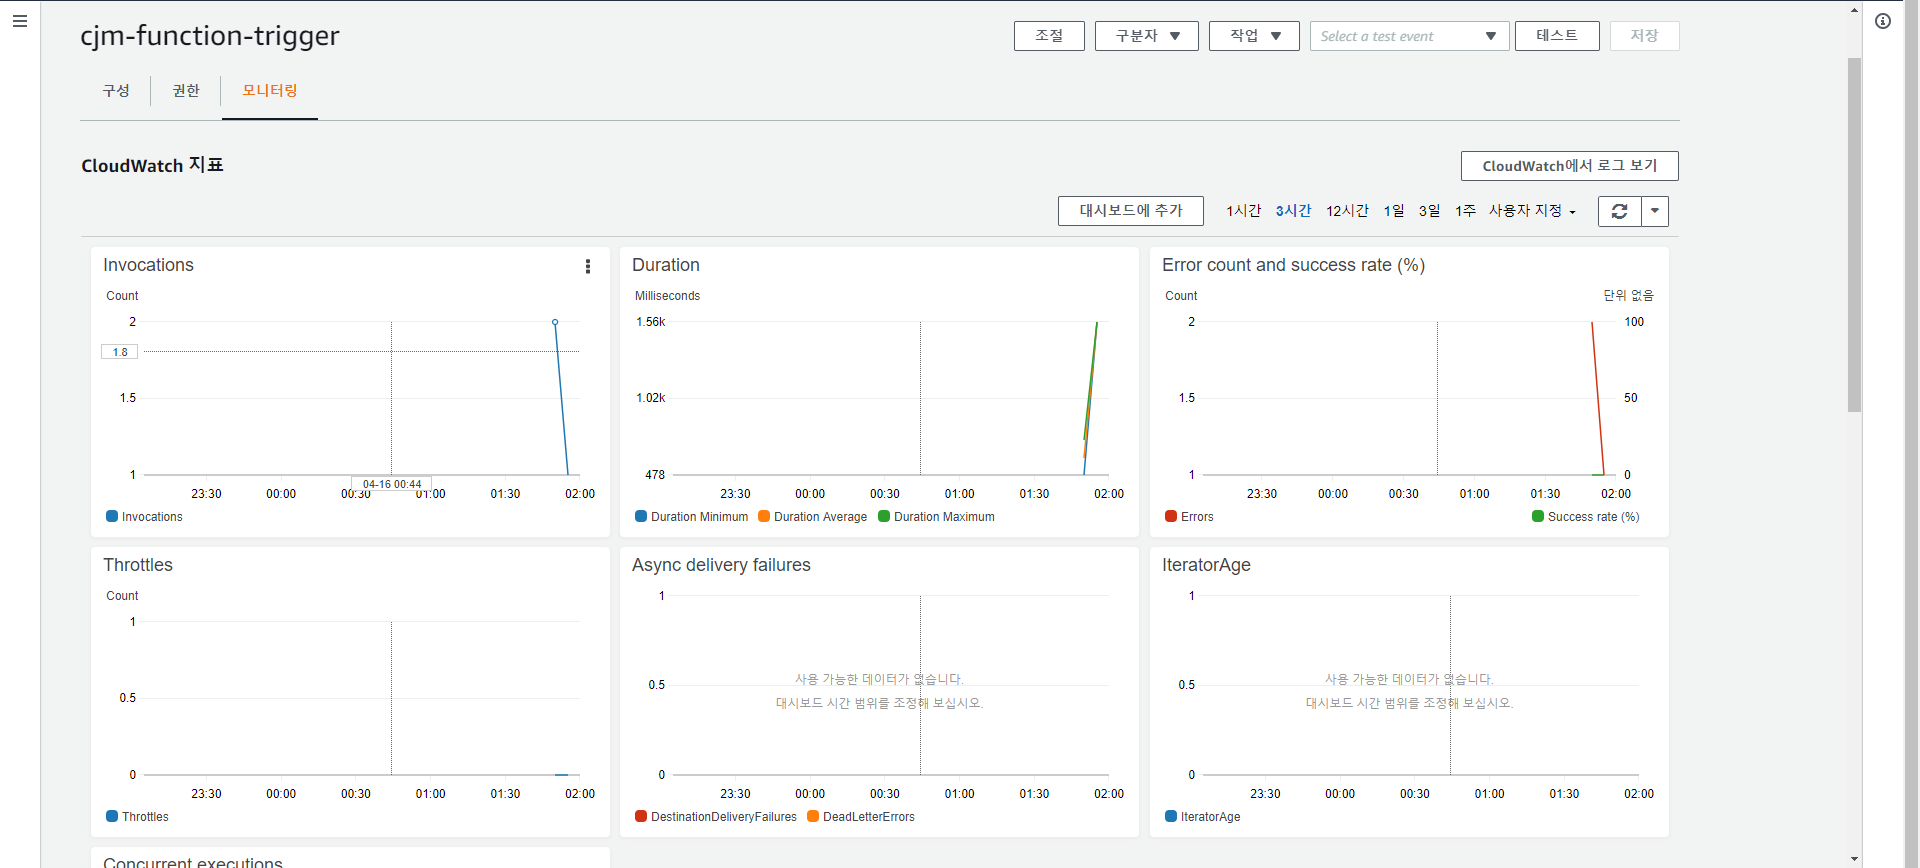 cjm-function-trigger
조절 구분자 작업 Select a test event 테스트 저장
구성 권한 모니터링
CloudWatch 지표
CloudWatch에서 로그 보기
대시보드에 추가 1시간 3시간 12시간 1일 3일 1주 사용자 지정
Invocations
Count
2
1.8
1.5
1
04-16 00:44
23:30 00:00 00:30 01:00 01:30 02:00
Invocations
Duration
Milliseconds
1.56k
1.02k
478
23:30 00:00 00:30 01:00 01:30 02:00
Duration Minimum Duration Average Duration Maximum
Error count and success rate (%)
Count 단위 없음
2 100
1.5 50
1 0
23:30 00:00 00:30 01:00 01:30 02:00
Errors Success rate (%)
Throttles
Count
1
0.5
0
23:30 00:00 00:30 01:00 01:30 02:00
Throttles
Async delivery failures
1
사용 가능한 데이터가 없습니다.
0.5
대시보드 시간 범위를 조정해 보십시오.
0
23:30 00:00 00:30 01:00 01:30 02:00
DestinationDeliveryFailures DeadLetterErrors
IteratorAge
1
사용 가능한 데이터가 없습니다.
0.5
대시보드 시간 범위를 조정해 보십시오.
0
23:30 00:00 00:30 01:00 01:30 02:00
IteratorAge
Concurrent executions